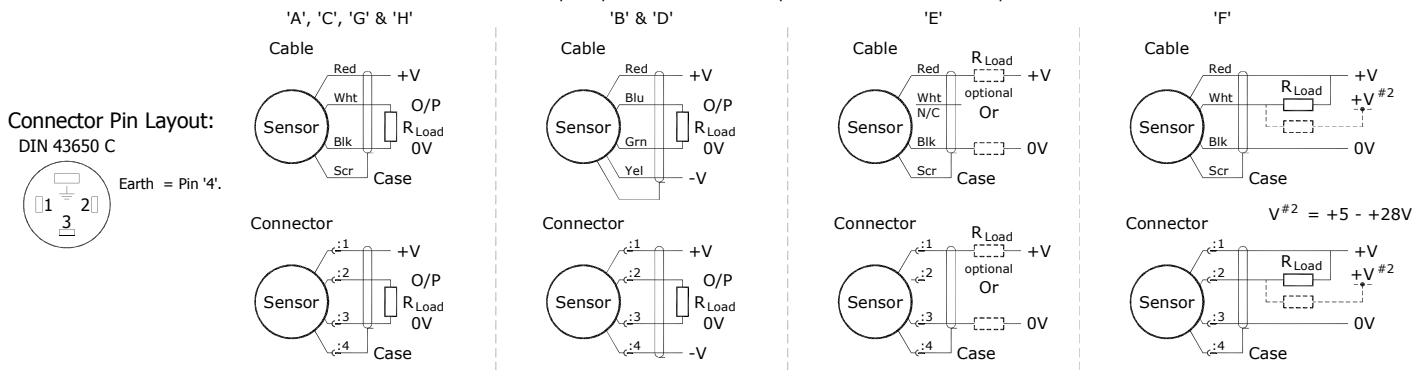 'A', 'C', 'G' & 'H'
Cable
Red
+V
Wht
O/P
Sensor
R Load
Blk
0V
Scr
Case
Connector
:1
+V
:2
O/P
Sensor
R Load
:3
0V
:4
Case
'B' & 'D'
Cable
Red
+V
Blu
O/P
Sensor
R Load
Grn
0V
Yel
-V
Connector
:1
+V
:2
O/P
Sensor
R Load
:3
0V
:4
-V
'E'
Cable
R Load
Red
+V
optional
Wht
N/C
Or
Sensor
Blk
0V
Scr
Case
Connector
R Load
:1
+V
optional
:2
Or
Sensor
:3
0V
:4
Case
'F'
Cable
Red
+V
R Load
Wht
+V #2
Sensor
Blk
0V
Scr
Case
V#2 = +5 - +28V
Connector
:1
+V
R Load
:2
+V #2
Sensor
:3
0V
:4
Case
Connector Pin Layout:
DIN 43650 C
Earth = Pin '4'.
1
2
3